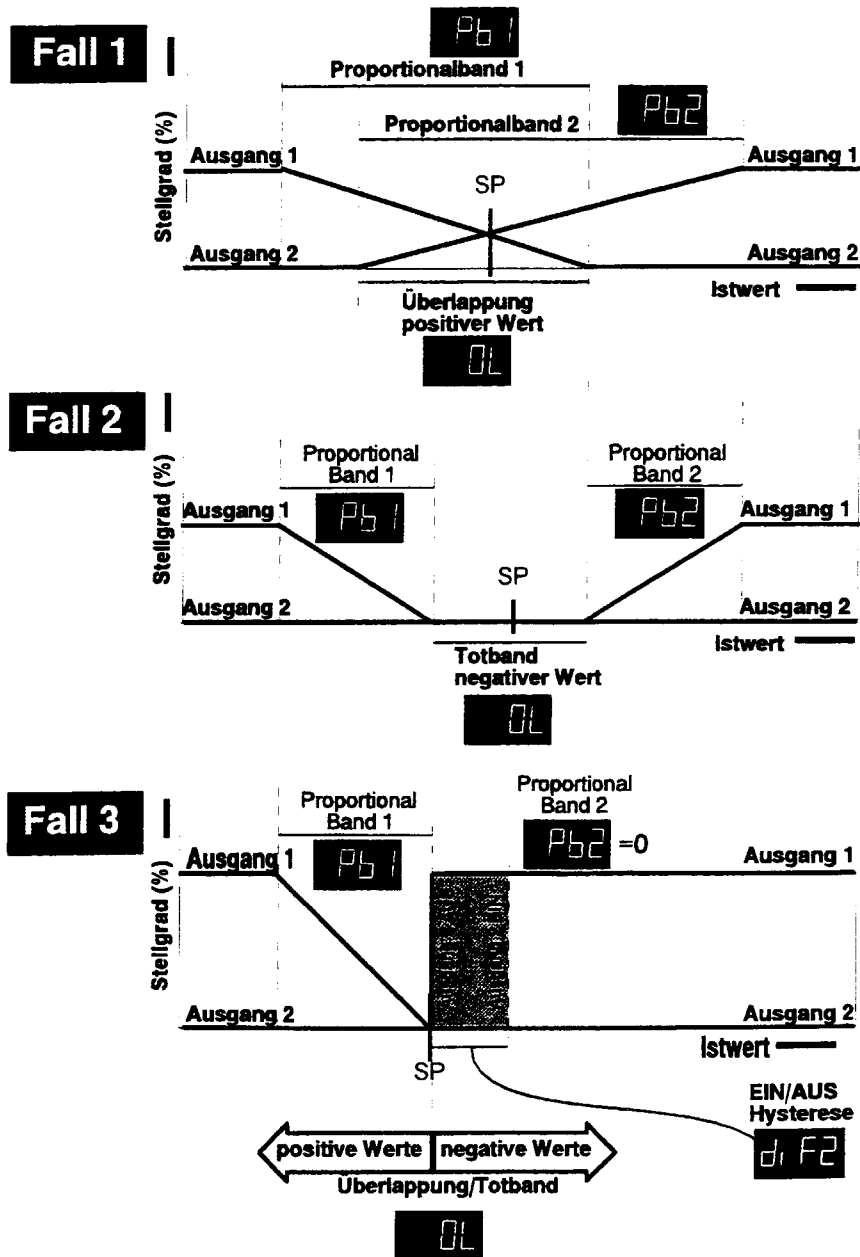 Pb1
Fall 1
Proportionalband 1
Pb2
Proportionalband 2
Stellgrad (%)
Ausgang 1
Ausgang 1
SP
Ausgang 2
Ausgang 2
Istwert
Überlappung
positiver Wert
OL
Fall 2
Proportional
Band 1
Proportional
Band 2
Stellgrad (%)
Ausgang 1
Pb1
Pb2
Ausgang 1
SP
Ausgang 2
Ausgang 2
Istwert
Totband
negativer Wert
OL
Fall 3
Proportional
Band 1
Proportional
Band 2
Stellgrad (%)
Ausgang 1
Pb1
Pb2 =0
Ausgang 1
Ausgang 2
Ausgang 2
Istwert
SP
EIN/AUS
Hysterese
diF2
positive Werte negative Werte
Überlappung/Totband
OL